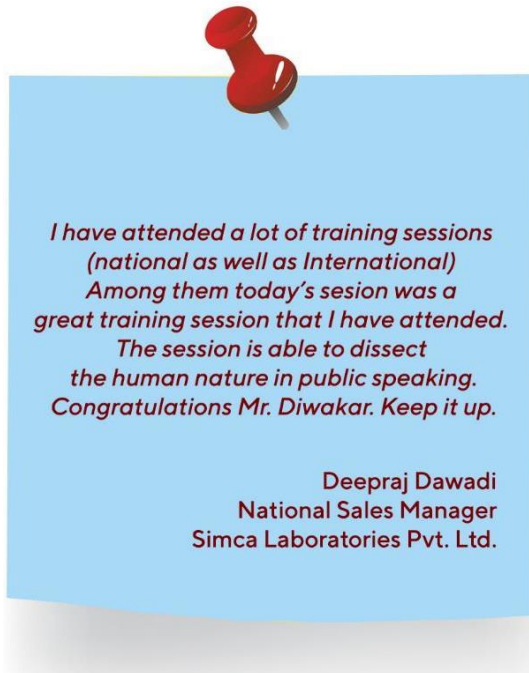 I have attended a lot of training sessions
(national as well as International)
Among them today's sesion was a
great training session that I have attended.
The session is able to dissect
the human nature in public speaking.
Congratulations Mr. Diwakar. Keep it up.
Deepraj Dawadi
National Sales Manager
Simca Laboratories Pvt. Ltd.